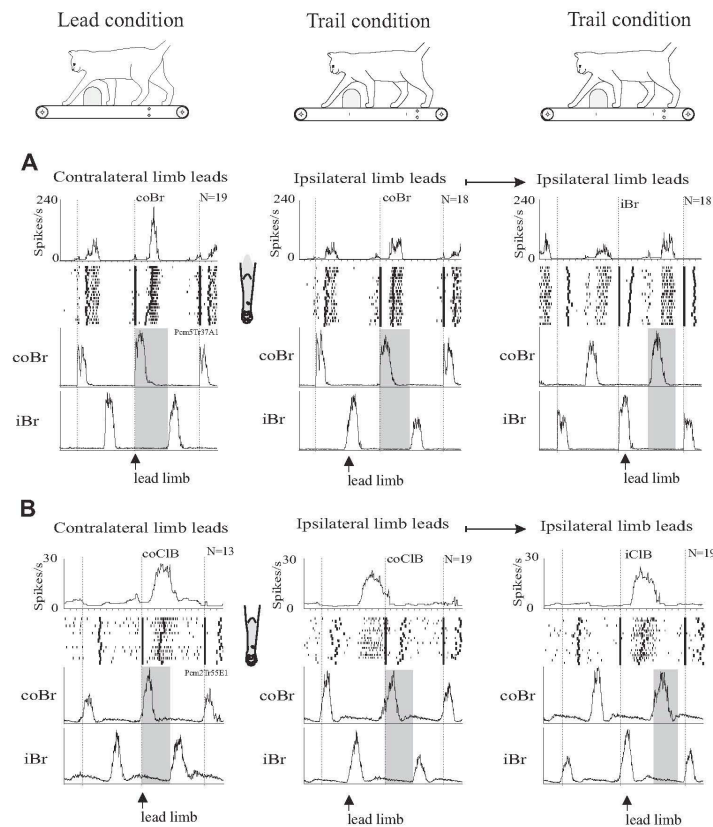 Lead condition
Trail condition
Trail condition
A
Contralateral limb leads
Ipsilateral limb leads
Ipsilateral limb leads
240
coBr
N=19
240
coBr
N=18
240
iBr
N=18
Spikes/s
Spikes/s
Spikes/s
0
0
0
Pcm5Tr37A1
coBr
coBr
coBr
iBr
iBr
iBr
lead limb
lead limb
lead limb
B
Contralateral limb leads
Ipsilateral limb leads
Ipsilateral limb leads
30
coClB
N=13
30
coClB
N=19
30
iClB
N=19
Spikes/s
Spikes/s
Spikes/s
0
0
0
Pcm2Tr55E1
coBr
coBr
coBr
iBr
iBr
iBr
lead limb
lead limb
lead limb